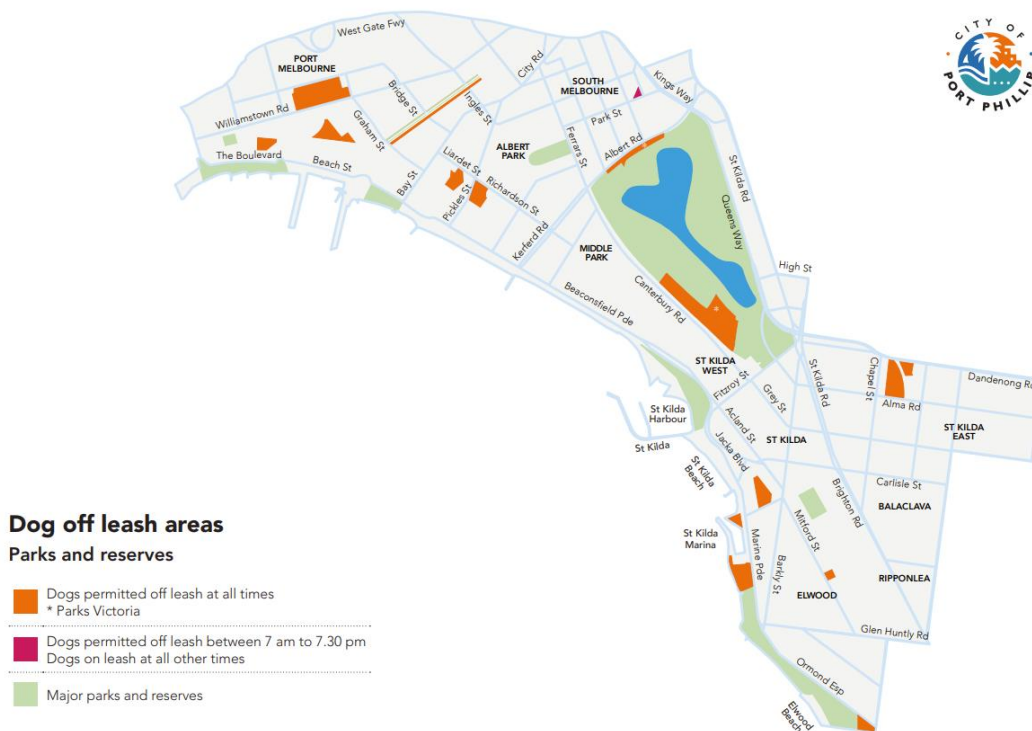 CITY OF
PORT PHILLIP
West Gate Fwy
PORT
MELBOURNE
City Rd
SOUTH
MELBOURNE
Kings Way
Bridge St
Ingles St
Williamstown Rd
Park St
Graham St
Ferrars St
Albert Rd
ALBERT
PARK
The Boulevard
Beach St
Liardet St
St Kilda Rd
Bay St
Richardson St
Pickles St
Queens Way
Kerferd Rd
MIDDLE
PARK
High St
Canterbury Rd
Beaconsfield Pde
*
ST KILDA
WEST
St Kilda Rd
Chapel St
Dandenong Rd
Fitzroy St
Grey St
Alma Rd
St Kilda
Harbour
Acland St
ST KILDA
ST KILDA
EAST
St Kilda
Jacka Blvd
St Kilda
Beach
Carlisle St
Brighton Rd
BALACLAVA
Mitford St
St Kilda
Marina
Marine Pde
Barkly St
RIPPONLEA
ELWOOD
Glen Huntly Rd
Ormond Esp
Elwood
Beach
Dog off leash areas
Parks and reserves
Dogs permitted off leash at all times
* Parks Victoria
Dogs permitted off leash between 7 am to 7.30 pm
Dogs on leash at all other times
Major parks and reserves